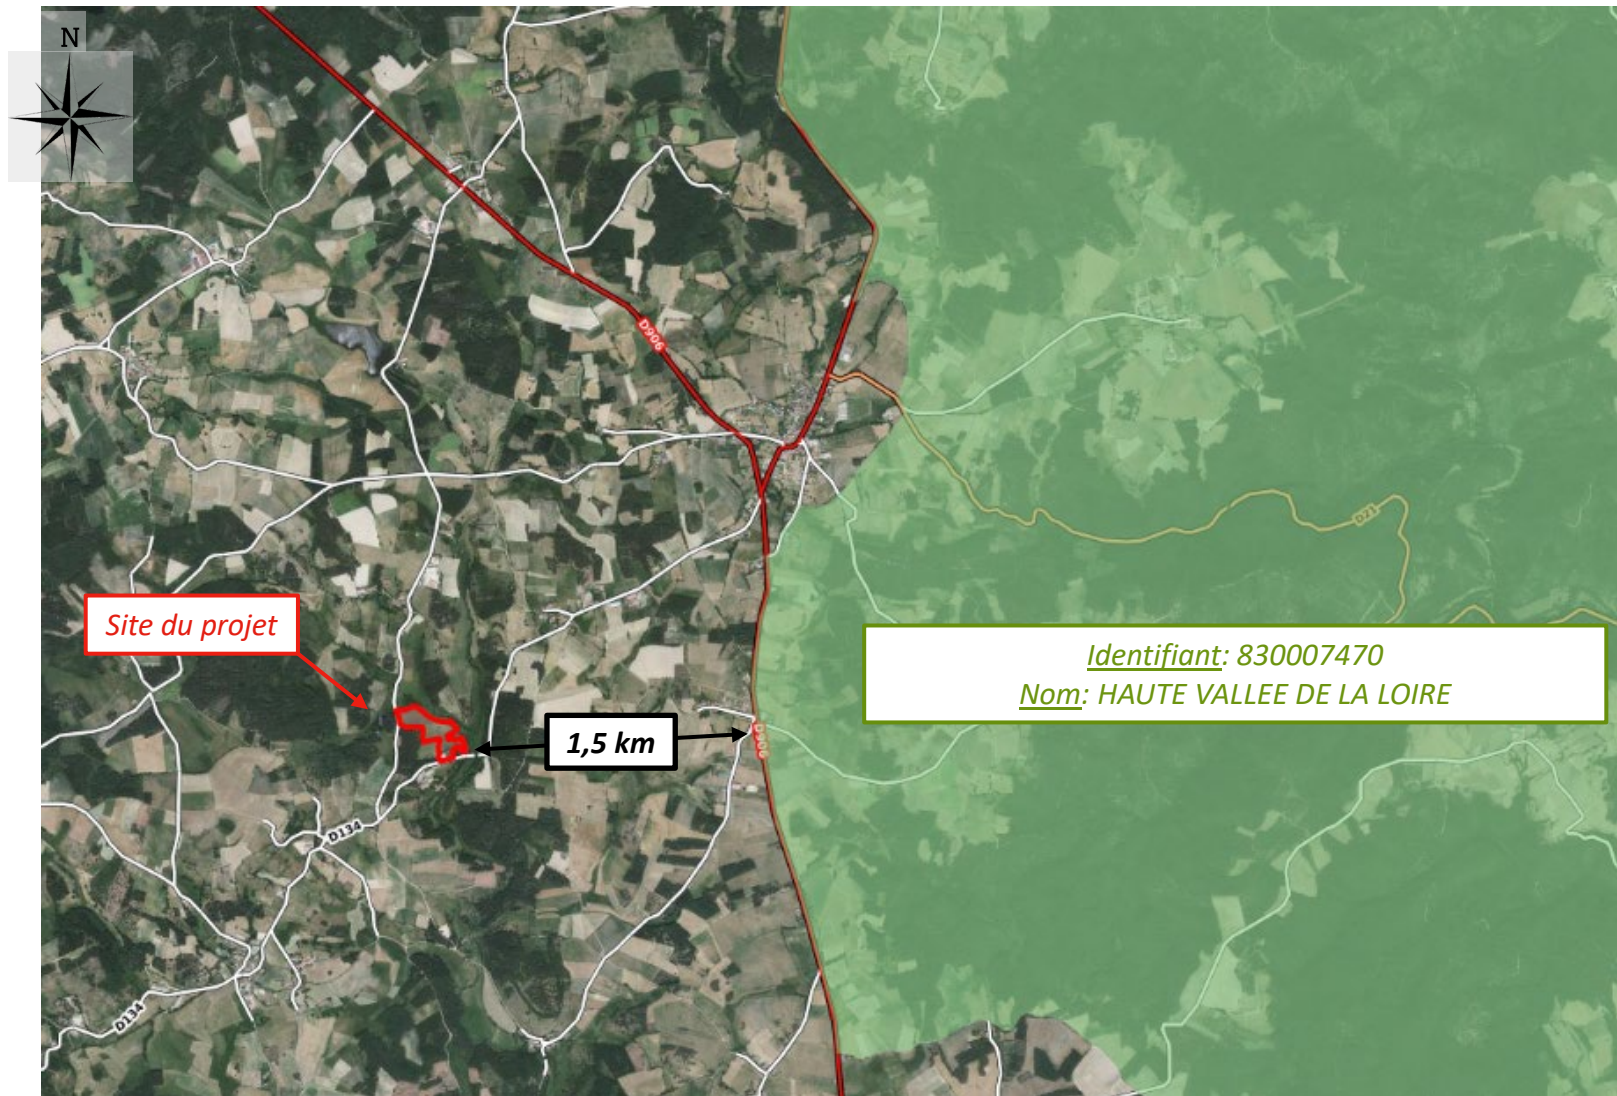 N
D906
D21
Site du projet
Identifiant: 830007470
Nom: HAUTE VALLEE DE LA LOIRE
1,5 km
D906
D134
D134